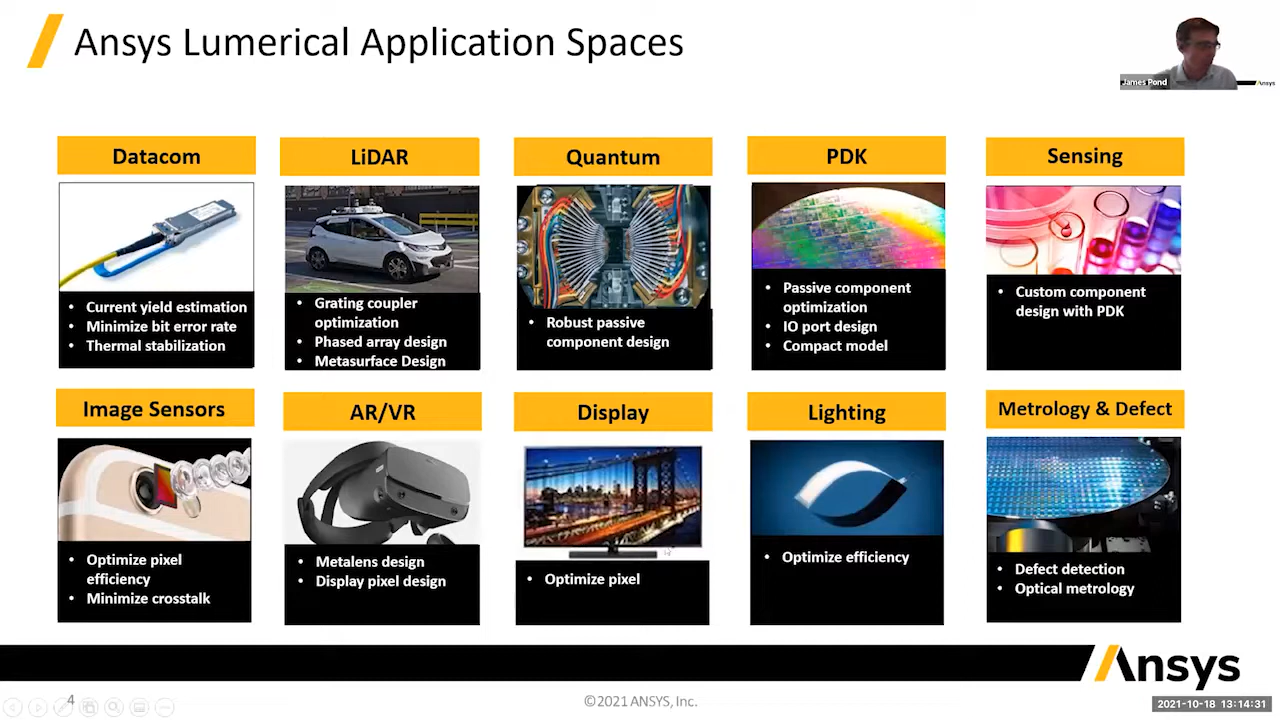 Ansys Lumerical Application Spaces
James Pond
Ansys
Datacom
• Current yield estimation
• Minimize bit error rate
• Thermal stabilization
LiDAR
• Grating coupler
optimization
• Phased array design
• Metasurface Design
Quantum
• Robust passive
component design
PDK
• Passive component
optimization
• IO port design
• Compact model
Sensing
• Custom component
design with PDK
Image Sensors
• Optimize pixel
efficiency
• Minimize crosstalk
AR/VR
• Metalens design
• Display pixel design
Display
• Optimize pixel
Lighting
• Optimize efficiency
Metrology & Defect
• Defect detection
• Optical metrology
Ansys
4
©2021 ANSYS, Inc.
2021-10-18 13:14:31